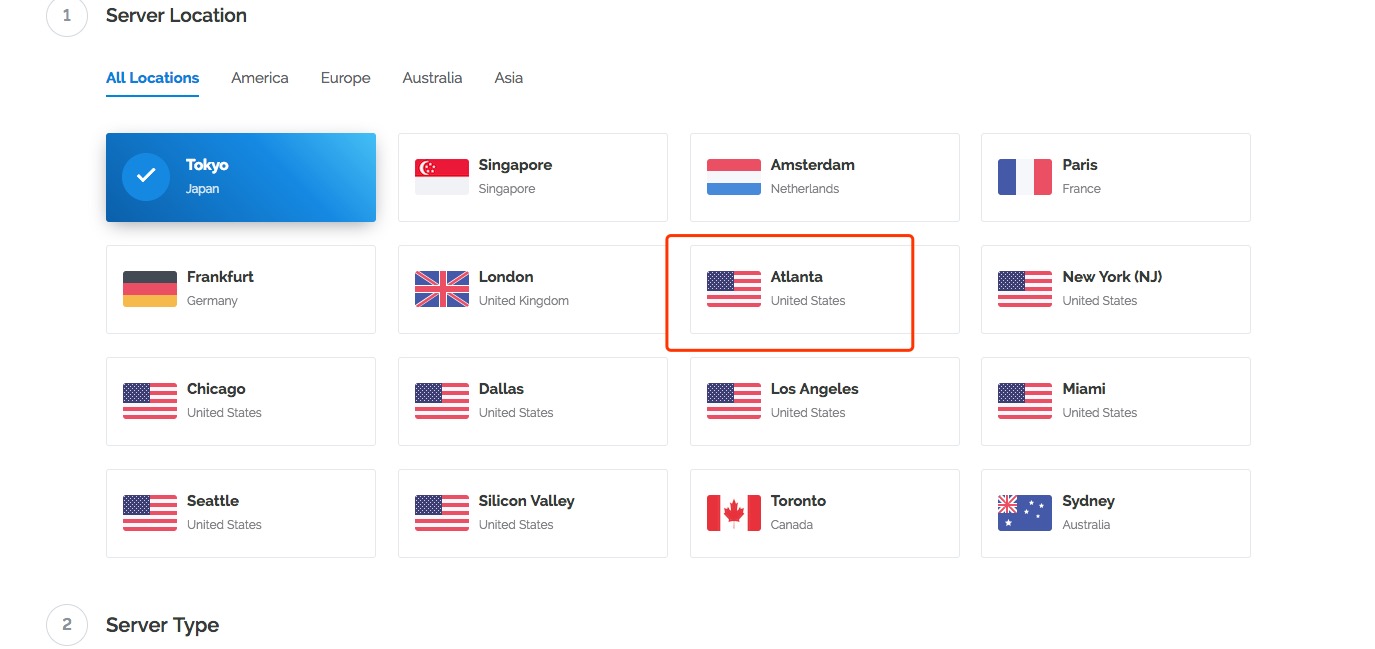 1
Server Location
All Locations America Europe Australia Asia
Tokyo
Japan
Singapore
Singapore
Amsterdam
Netherlands
Paris
France
Frankfurt
Germany
London
United Kingdom
Atlanta
United States
New York (NJ)
United States
Chicago
United States
Dallas
United States
Los Angeles
United States
Miami
United States
Seattle
United States
Silicon Valley
United States
Toronto
Canada
Sydney
Australia
2
Server Type